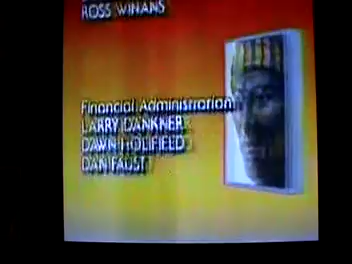 ROSS WINANS
Financial Administration
LARRY DANKNER
DAWN HOLIFIELD
DAN FAUST